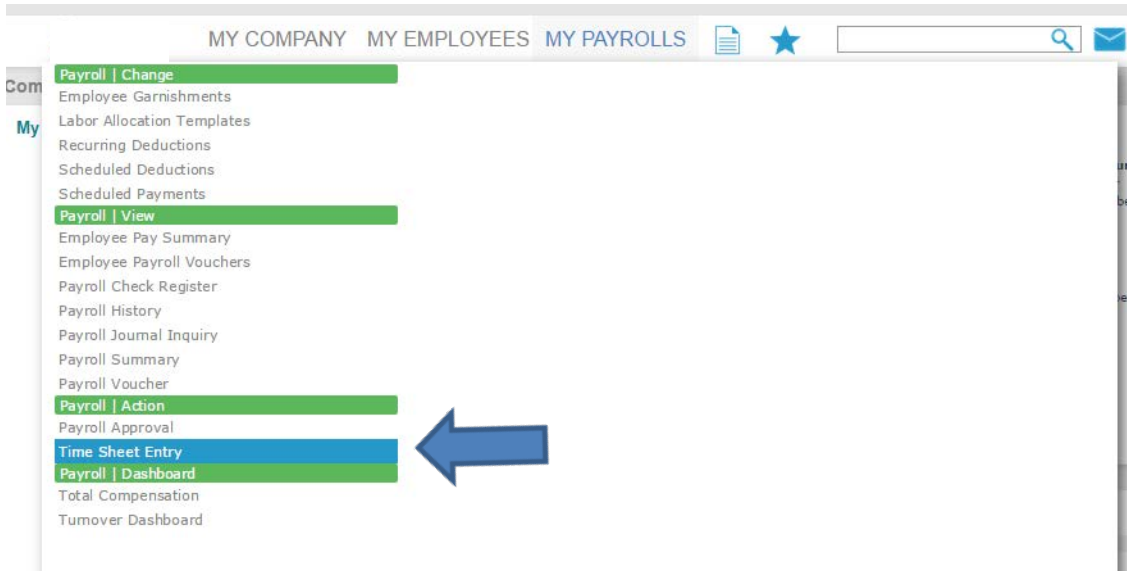 MY COMPANY MY EMPLOYEES MY PAYROLLS
Payroll | Change
Com
Employee Garnishments
My
Labor Allocation Templates
Recurring Deductions
Scheduled Deductions
Scheduled Payments
Payroll | View
Employee Pay Summary
Employee Payroll Vouchers
Payroll Check Register
Payroll History
Payroll Journal Inquiry
Payroll Summary
Payroll Voucher
Payroll | Action
Payroll Approval
Time Sheet Entry
Payroll | Dashboard
Total Compensation
Turnover Dashboard